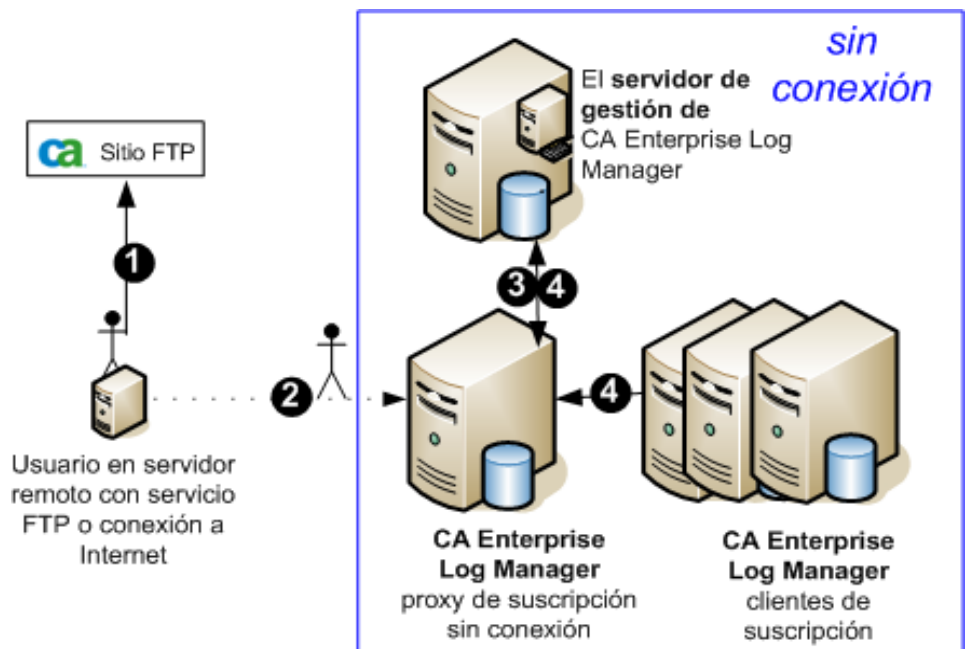 sin
conexión
El servidor de
gestión de
CA Enterprise Log
Manager
ca Sitio FTP
1
3 4
2
4
Usuario en servidor
remoto con servicio
FTP o conexión a
Internet
CA Enterprise
Log Manager
proxy de suscripción
sin conexión
CA Enterprise
Log Manager
clientes de
suscripción